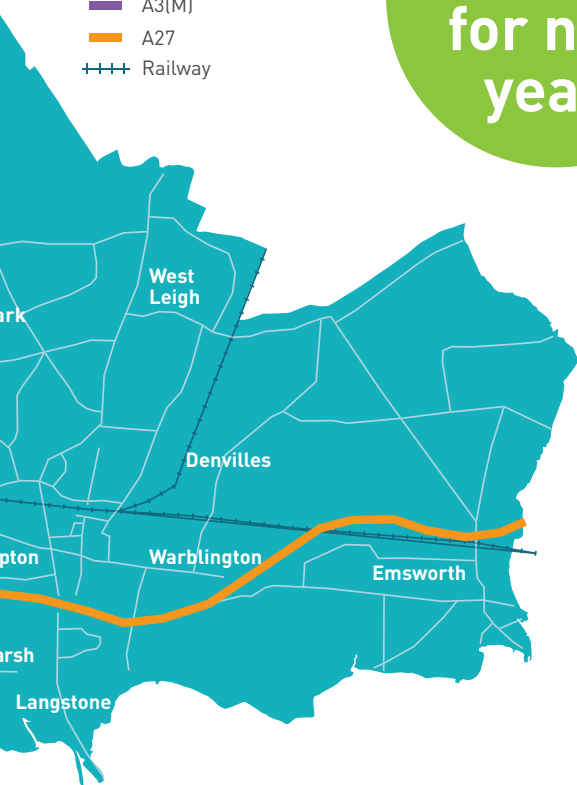 A3(M)
A27
Railway
for n
yea
West
Leigh
ark
Denvilles
pton
Warblington
Emsworth
arsh
Langstone